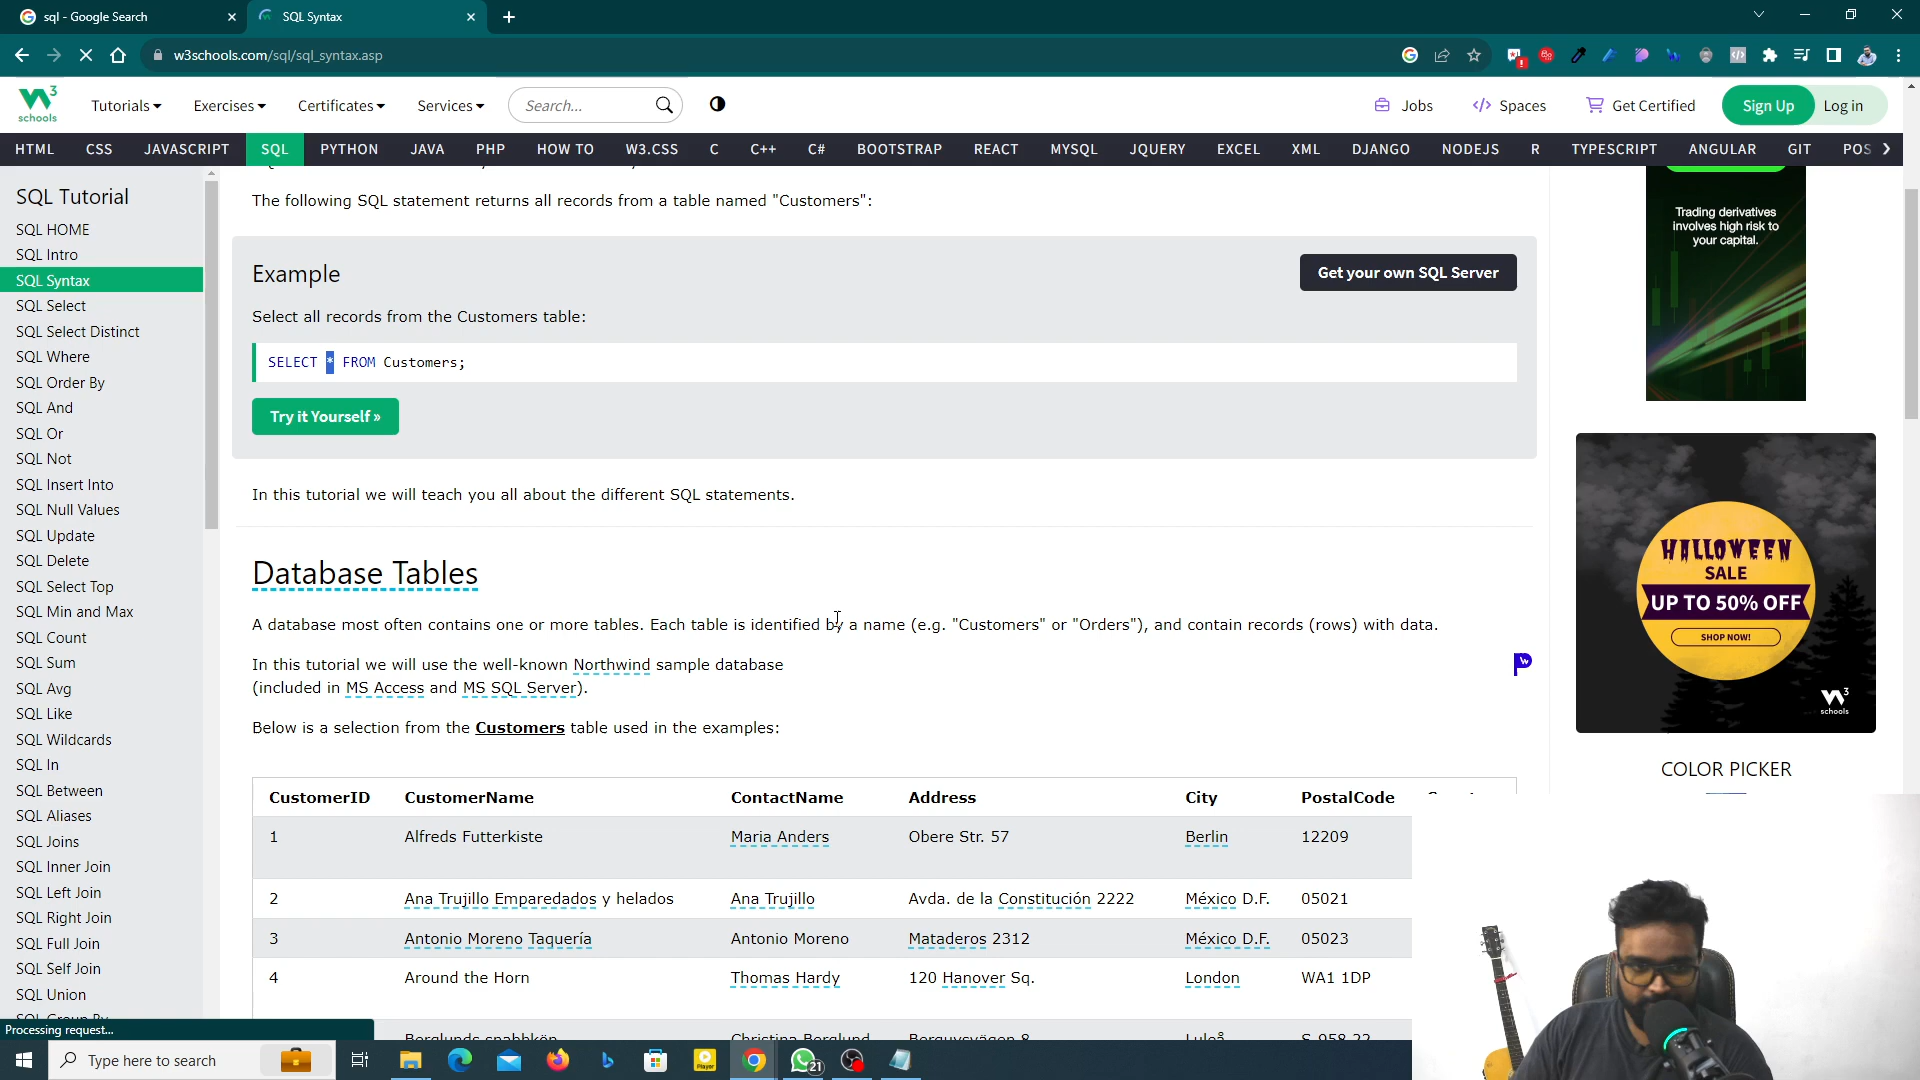 sql - Google Search
SQL Syntax
w3schools.com/sql/sql_syntax.asp
3
schools
Tutorials
Exercises
Certificates
Services
Search...
Jobs
Spaces
Get Certified
Sign Up
Log in
HTML CSS JAVASCRIPT SQL PYTHON JAVA PHP HOW TO W3.CSS C C++ C# BOOTSTRAP REACT MYSQL JQUERY EXCEL XML DJANGO NODEJS R TYPESCRIPT ANGULAR GIT POS
SQL Tutorial
SQL HOME
SQL Intro
SQL Syntax
SQL Select
SQL Select Distinct
SQL Where
SQL Order By
SQL And
SQL Or
SQL Not
SQL Insert Into
SQL Null Values
SQL Update
SQL Delete
SQL Select Top
SQL Min and Max
SQL Count
SQL Sum
SQL Avg
SQL Like
SQL Wildcards
SQL In
SQL Between
SQL Aliases
SQL Joins
SQL Inner Join
SQL Left Join
SQL Right Join
SQL Full Join
SQL Self Join
SQL Union
The following SQL statement returns all records from a table named "Customers":
Example
Get your own SQL Server
Select all records from the Customers table:
SELECT * FROM Customers;
Try it Yourself »
In this tutorial we will teach you all about the different SQL statements.
Database Tables
A database most often contains one or more tables. Each table is identified by a name (e.g. "Customers" or "Orders"), and contain records (rows) with data.
In this tutorial we will use the well-known Northwind sample database
(included in MS Access and MS SQL Server).
Below is a selection from the Customers table used in the examples:
CustomerID CustomerName ContactName Address City PostalCode
1 Alfreds Futterkiste Maria Anders Obere Str. 57 Berlin 12209
2 Ana Trujillo Emparedados y helados Ana Trujillo Avda. de la Constitución 2222 México D.F. 05021
3 Antonio Moreno Taquería Antonio Moreno Mataderos 2312 México D.F. 05023
4 Around the Horn Thomas Hardy 120 Hanover Sq. London WA1 1DP
Trading derivatives
involves high risk to
your capital.
HALLOWEEN
SALE
UP TO 50% OFF
SHOP NOW!
3
schools
COLOR PICKER
Processing request...
Type here to search
Player
21